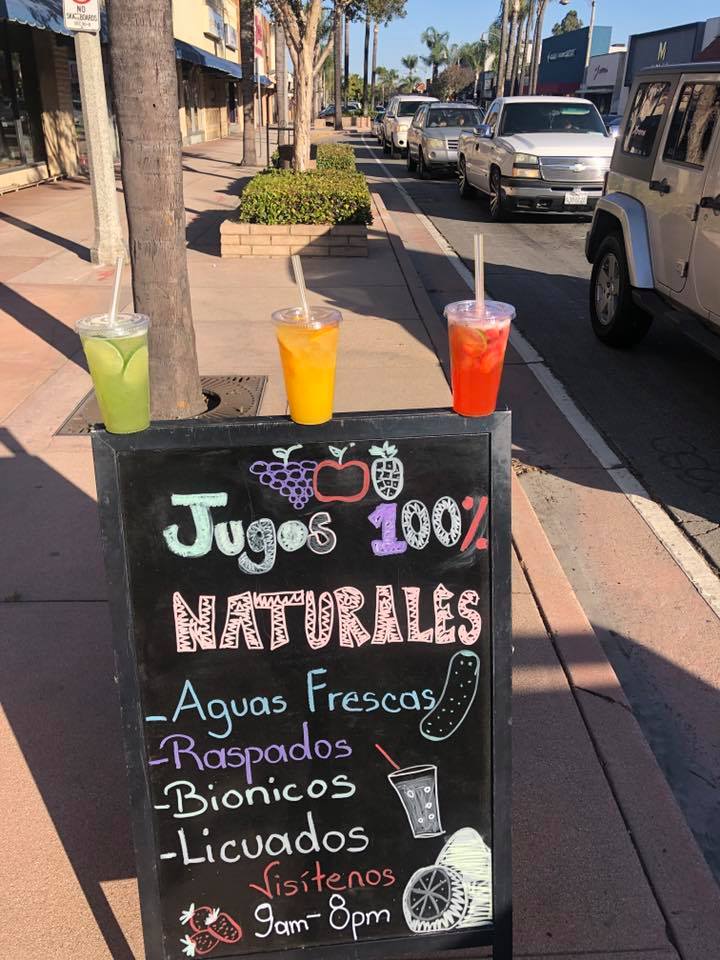 NO
SKATEBOARDS
Jugos 100%
NATURALES
-Aguas Frescas
-Raspados
-Bionicos
-Licuados
Visítenos
9am-8pm